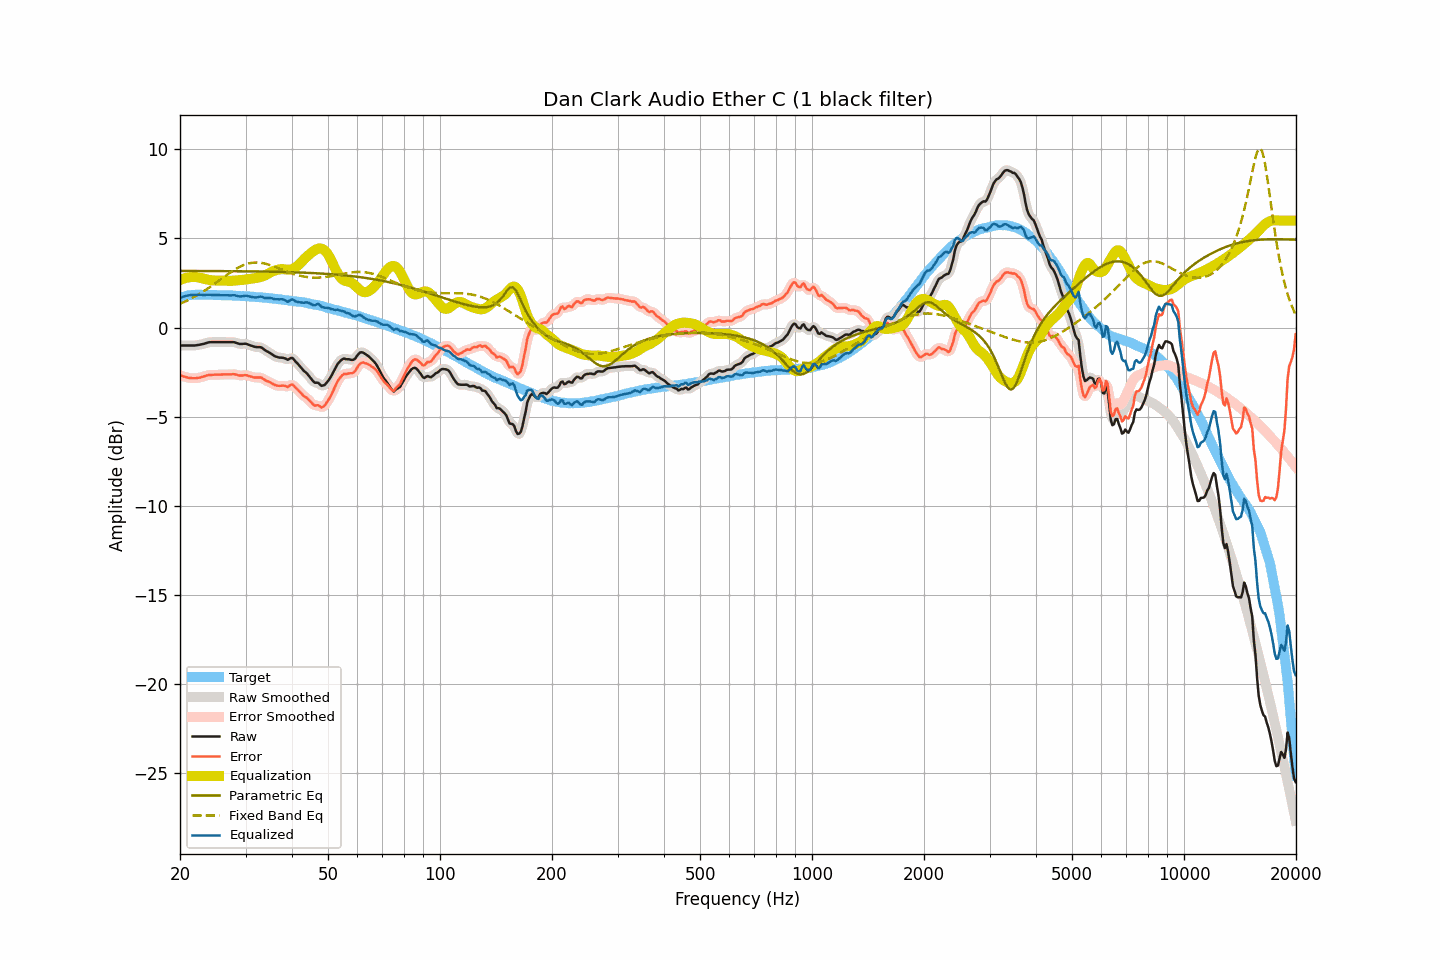 Dan Clark Audio Ether C (1 black filter)
10
5
0
−5
−10
−15
−20
−25
Amplitude (dBr)
Target
Raw Smoothed
Error Smoothed
Raw
Error
Equalization
Parametric Eq
Fixed Band Eq
Equalized
20 50 100 200 500 1000 2000 5000 10000 20000
Frequency (Hz)